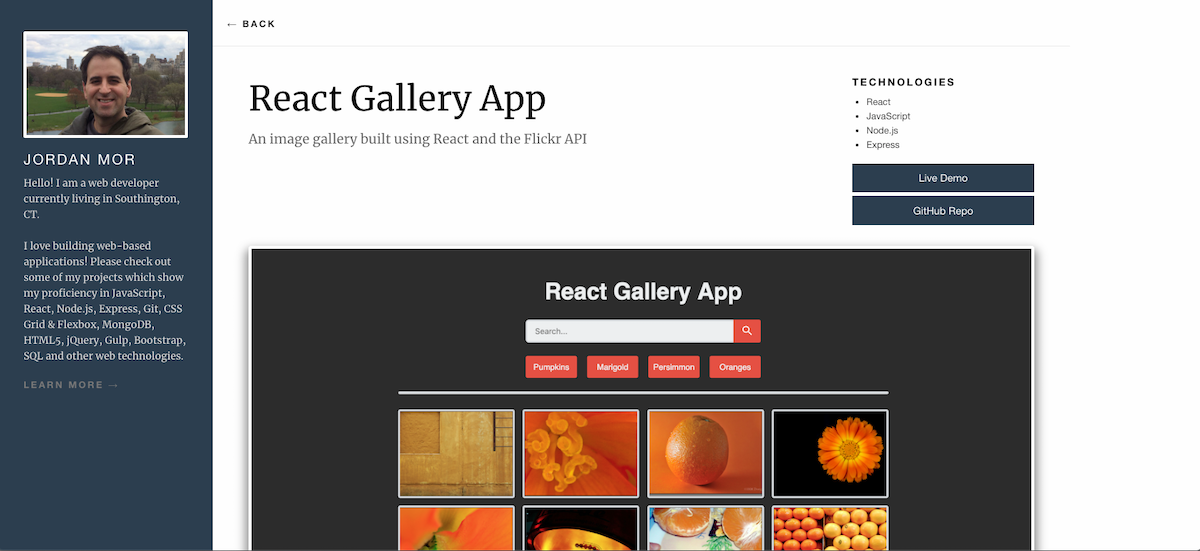 ← BACK
JORDAN MOR
Hello! I am a web developer
currently living in Southington,
CT.
I love building web-based
applications! Please check out
some of my projects which show
my proficiency in JavaScript,
React, Node.js, Express, Git, CSS
Grid & Flexbox, MongoDB,
HTML5, jQuery, Gulp, Bootstrap,
SQL and other web technologies.
LEARN MORE →
React Gallery App
An image gallery built using React and the Flickr API
TECHNOLOGIES
• React
• JavaScript
• Node.js
• Express
Live Demo
GitHub Repo
React Gallery App
Search...
Pumpkins Marigold Persimmon Oranges